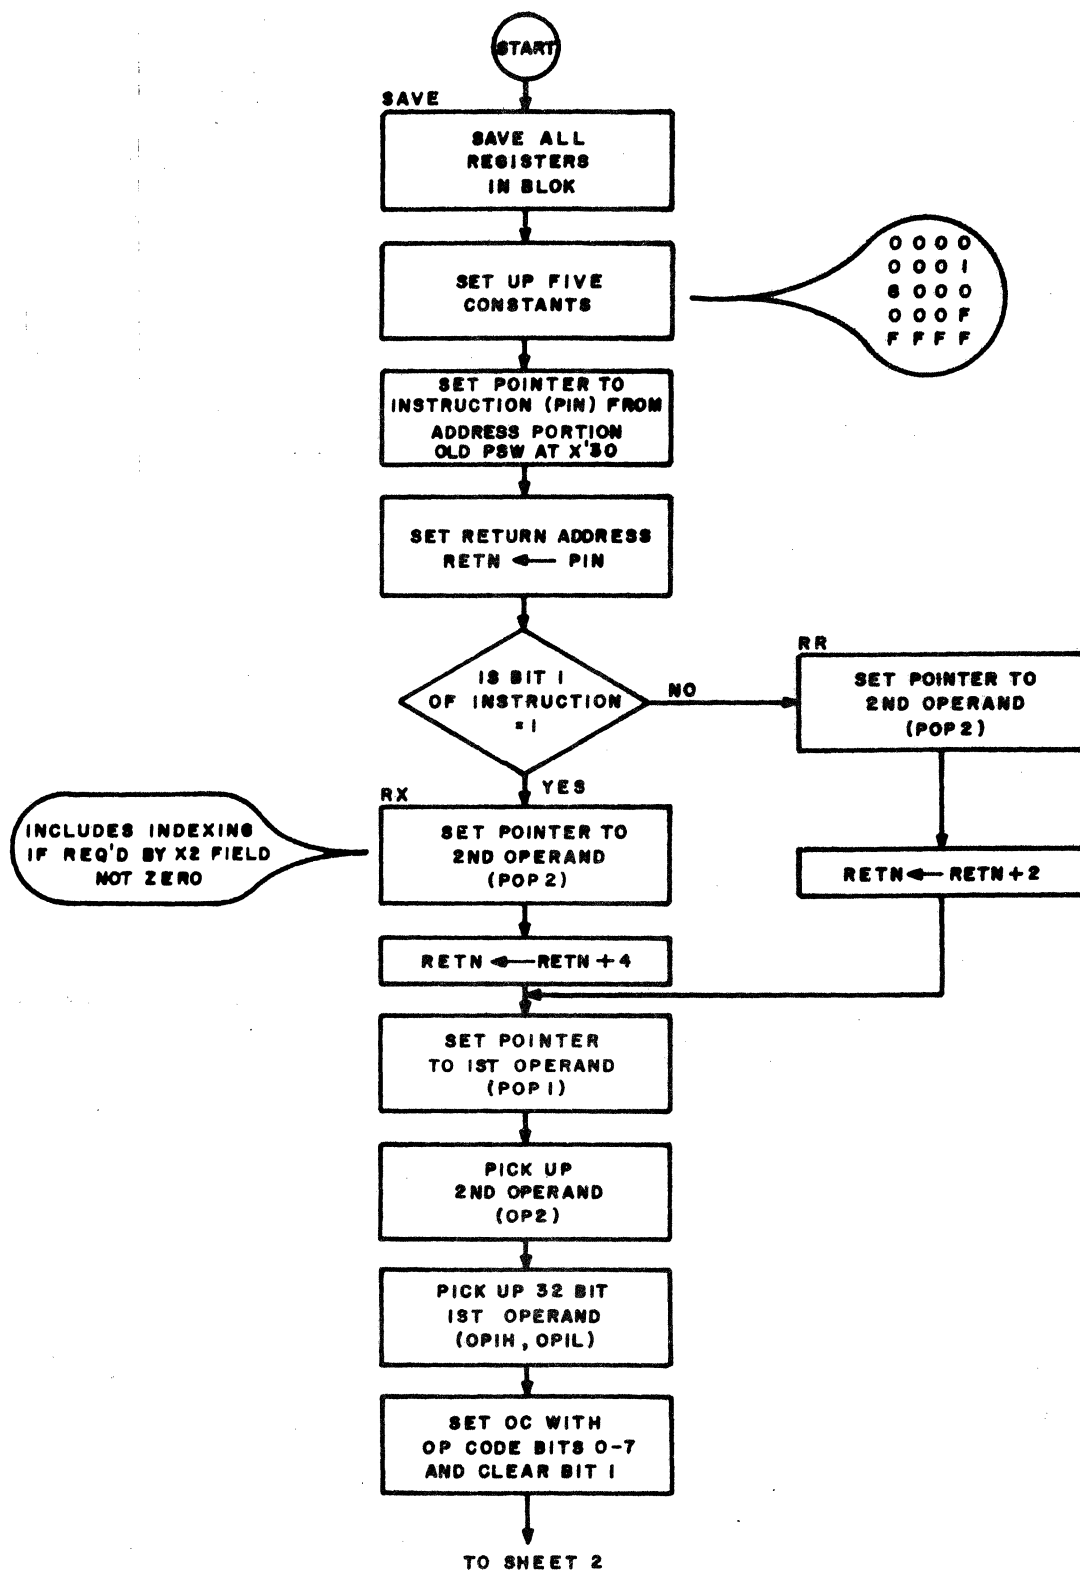 START
SAVE
SAVE ALL
REGISTERS
IN BLOK
SET UP FIVE
CONSTANTS
0 0 0 0
0 0 0 1
8 0 0 0
0 0 0 F
F F F F
SET POINTER TO
INSTRUCTION (PIN) FROM
ADDRESS PORTION
OLD PSW AT X'30
SET RETURN ADDRESS
RETN ← PIN
IS BIT 1
OF INSTRUCTION
= 1
NO
RR
SET POINTER TO
2ND OPERAND
(POP 2)
RETN ← RETN + 2
YES
RX
SET POINTER TO
2ND OPERAND
(POP 2)
INCLUDES INDEXING
IF REQ'D BY X2 FIELD
NOT ZERO
RETN ← RETN + 4
SET POINTER
TO 1ST OPERAND
(POP 1)
PICK UP
2ND OPERAND
(OP2)
PICK UP 32 BIT
1ST OPERAND
(OP1H, OP1L)
SET OC WITH
OP CODE BITS 0-7
AND CLEAR BIT 1
TO SHEET 2